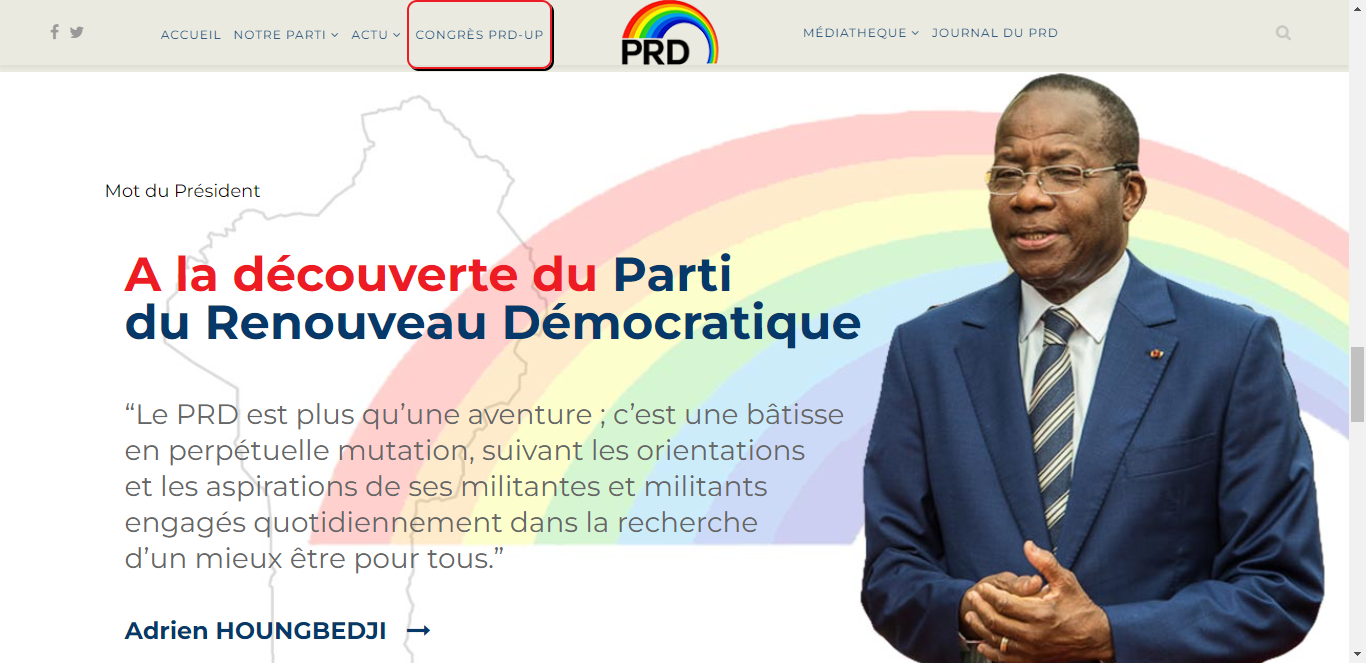 ACCUEIL NOTRE PARTI ACTU CONGRÈS PRD-UP PRD MÉDIATHEQUE JOURNAL DU PRD
Mot du Président
A la découverte du Parti
du Renouveau Démocratique
“Le PRD est plus qu’une aventure ; c’est une bâtisse
en perpétuelle mutation, suivant les orientations
et les aspirations de ses militantes et militants
engagés quotidiennement dans la recherche
d’un mieux être pour tous.”
Adrien HOUNGBEDJI